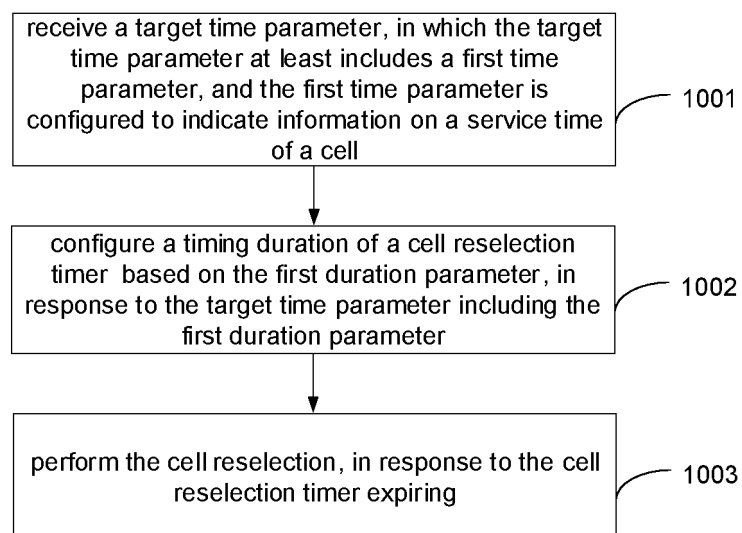 receive a target time parameter, in which the target
time parameter at least includes a first time
parameter, and the first time parameter is
configured to indicate information on a service time
of a cell
1001
configure a timing duration of a cell reselection
timer based on the first duration parameter, in
response to the target time parameter including the
first duration parameter
1002
perform the cell reselection, in response to the cell
reselection timer expiring
1003